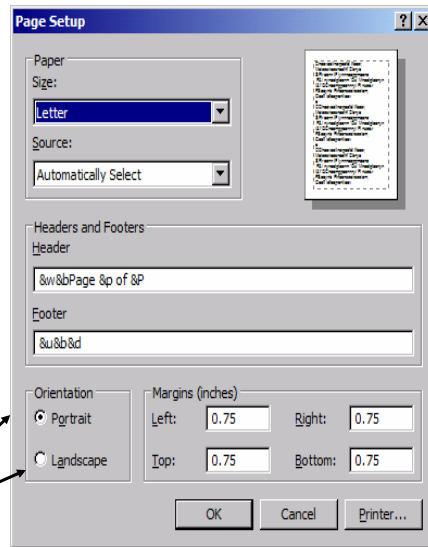 Page Setup
Paper
Size:
Letter
Source:
Automatically Select
Headers and Footers
Header
&w&bPage &p of &P
Footer
&u&b&d
Orientation
Portrait
Landscape
Margins (inches)
Left: 0.75 Right: 0.75
Top: 0.75 Bottom: 0.75
OK Cancel Printer...